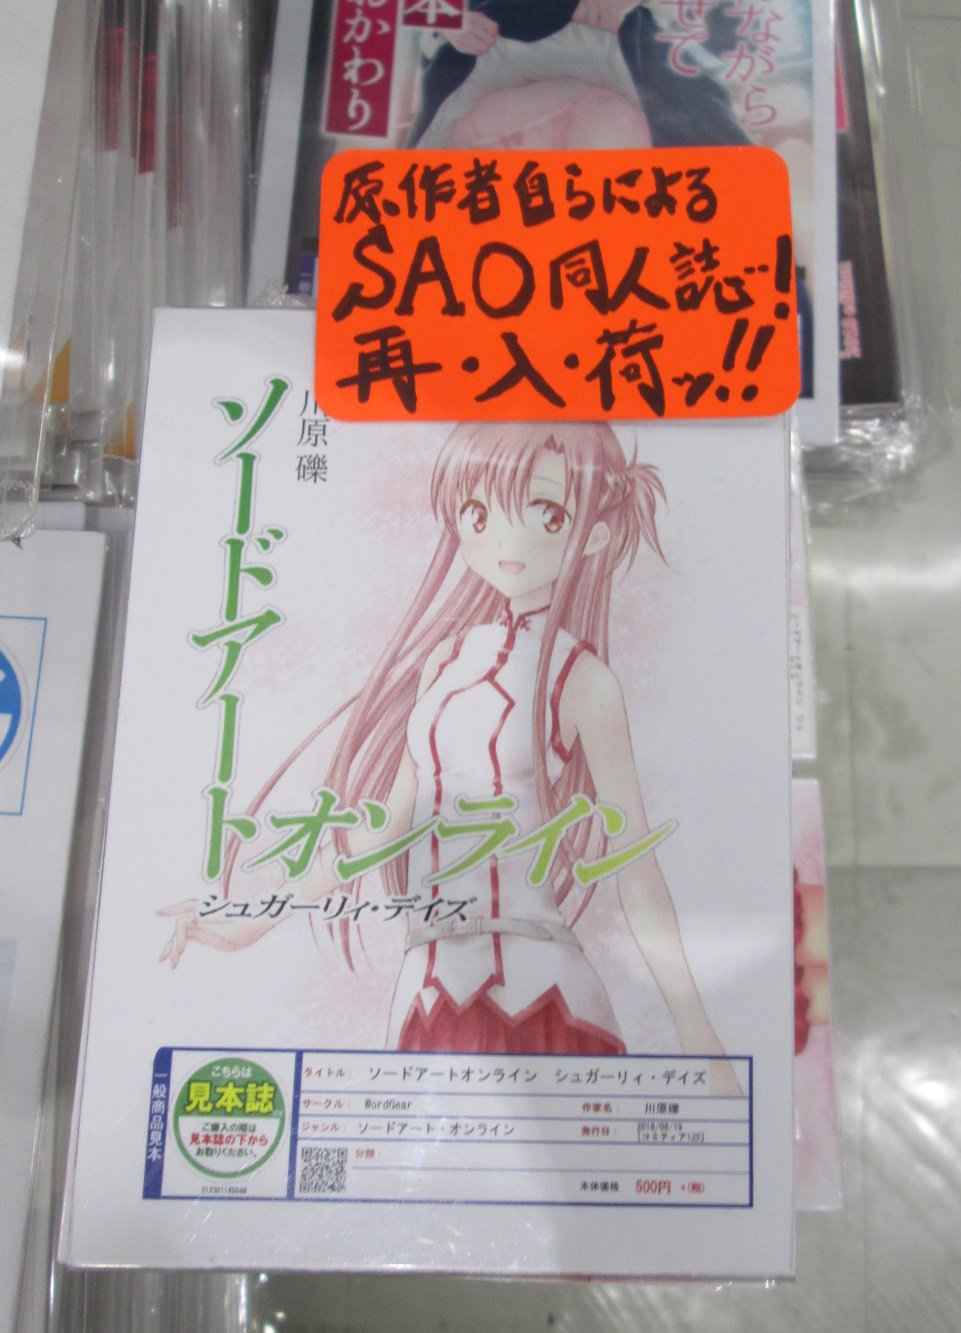 おかわり
本
せて
ながら
原作者自らによる
SAO同人誌!
再・入・荷ッ!!
川原礫
ソードアートオンライン
シュガーリィ・デイズ
一般商品見本
こちらは
見本誌
ご購入の際は
見本誌の下から
お取りください。
タイトル： ソードアートオンライン シュガーリィ・デイズ
サークル： WordGear 作家名： 川原礫
ジャンル： ソードアート・オンライン 発行日：
分類：
本体価格 500円 +(税)